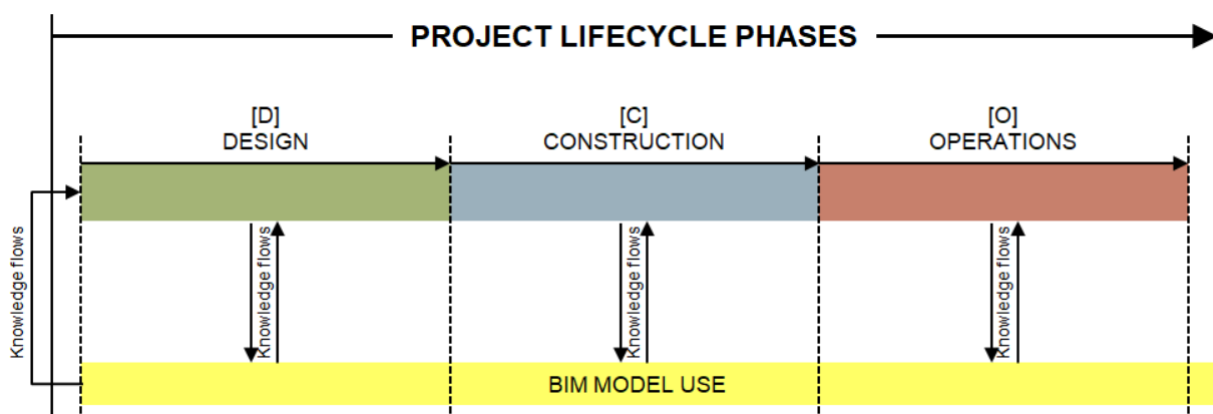 PROJECT LIFECYCLE PHASES
[D]
DESIGN
[C]
CONSTRUCTION
[O]
OPERATIONS
Knowledge flows
Knowledge flows
Knowledge flows
Knowledge flows
BIM MODEL USE